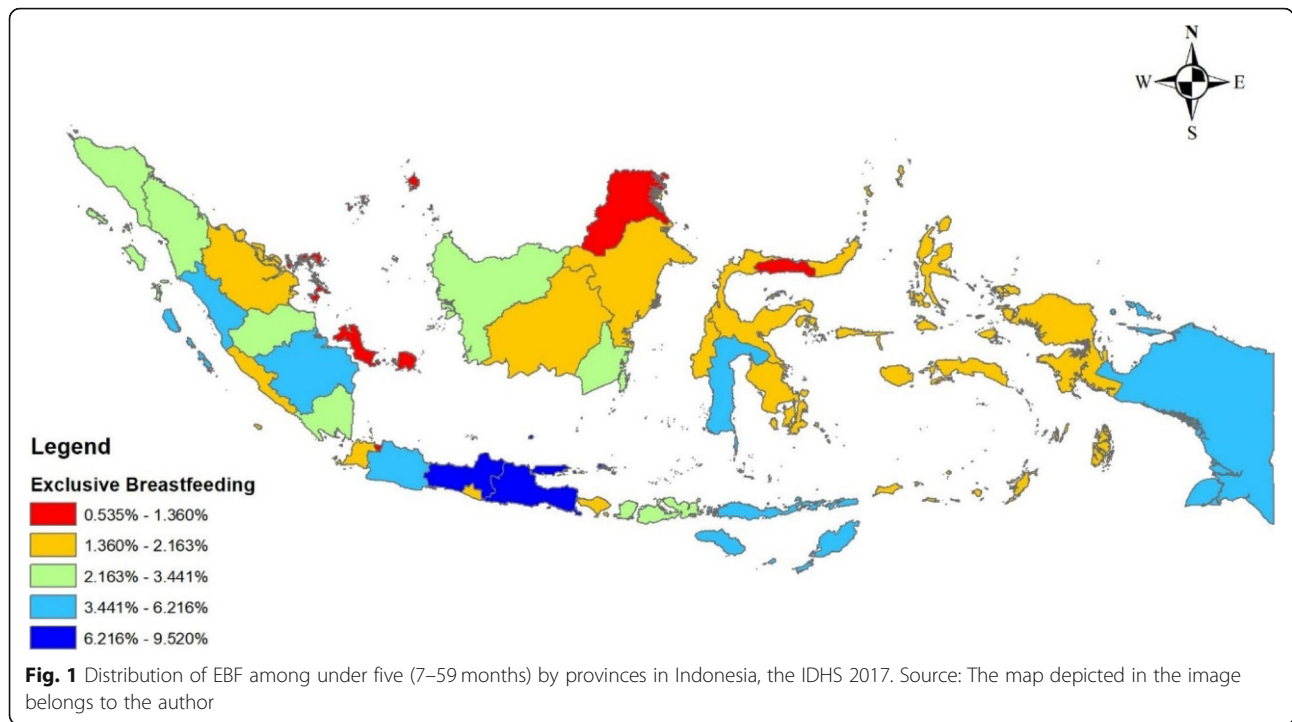 N
W E
S
Legend
Exclusive Breastfeeding
0.535% - 1.360%
1.360% - 2.163%
2.163% - 3.441%
3.441% - 6.216%
6.216% - 9.520%
Fig. 1 Distribution of EBF among under five (7–59 months) by provinces in Indonesia, the IDHS 2017. Source: The map depicted in the image
belongs to the author